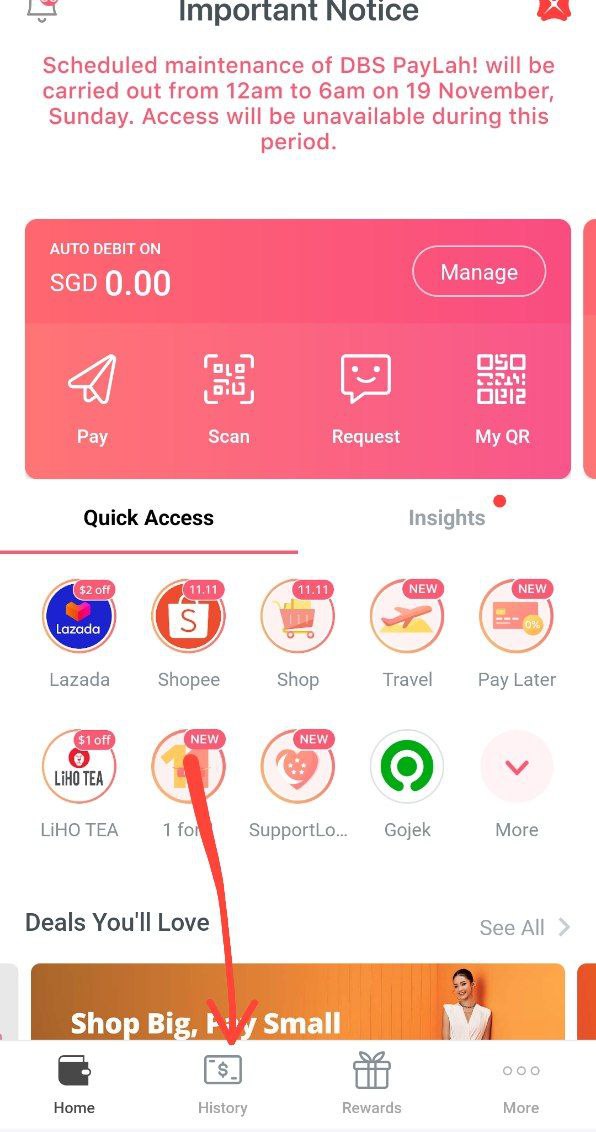 Important Notice
Scheduled maintenance of DBS PayLah! will be
carried out from 12am to 6am on 19 November,
Sunday. Access will be unavailable during this
period.
AUTO DEBIT ON
SGD 0.00
Manage
Pay
Scan
Request
My QR
Quick Access
Insights
$2 off
11.11
11.11
NEW
NEW
Lazada
S
0%
Lazada
Shopee
Shop
Travel
Pay Later
$1 off
NEW
NEW
LiHO TEA
LiHO TEA
1 for
SupportLo...
Gojek
More
Deals You'll Love
See All
Shop Big, Pay Small
$
Home
History
Rewards
More